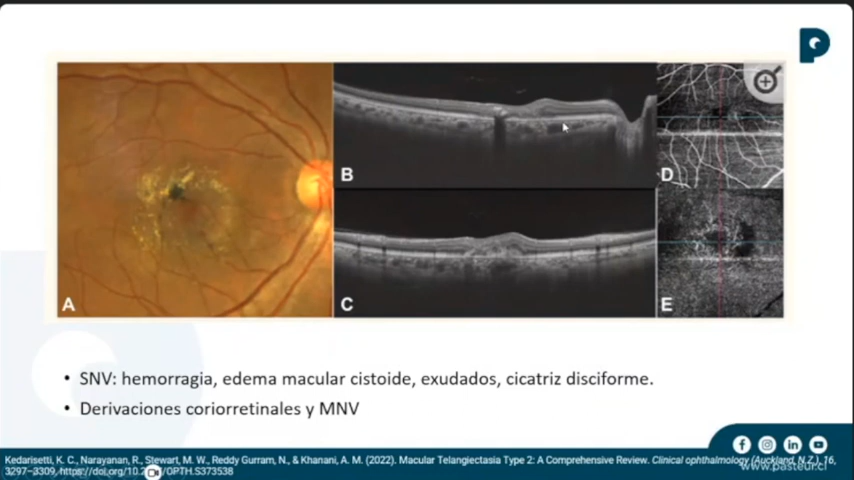 A
B
C
D
E
• SNV: hemorragia, edema macular cistoide, exudados, cicatriz disciforme.
• Derivaciones coriorretinales y MNV
Kedarisetti, K. C., Narayanan, R., Stewart, M. W., Reddy Gurram, N., & Khanani, A. M. (2022). Macular Telangiectasia Type 2: A Comprehensive Review. Clinical ophthalmology (Auckland, N.Z.), 16,
3297–3309. https://doi.org/10.2 /OPTH.S373538
www.pasteur.cl